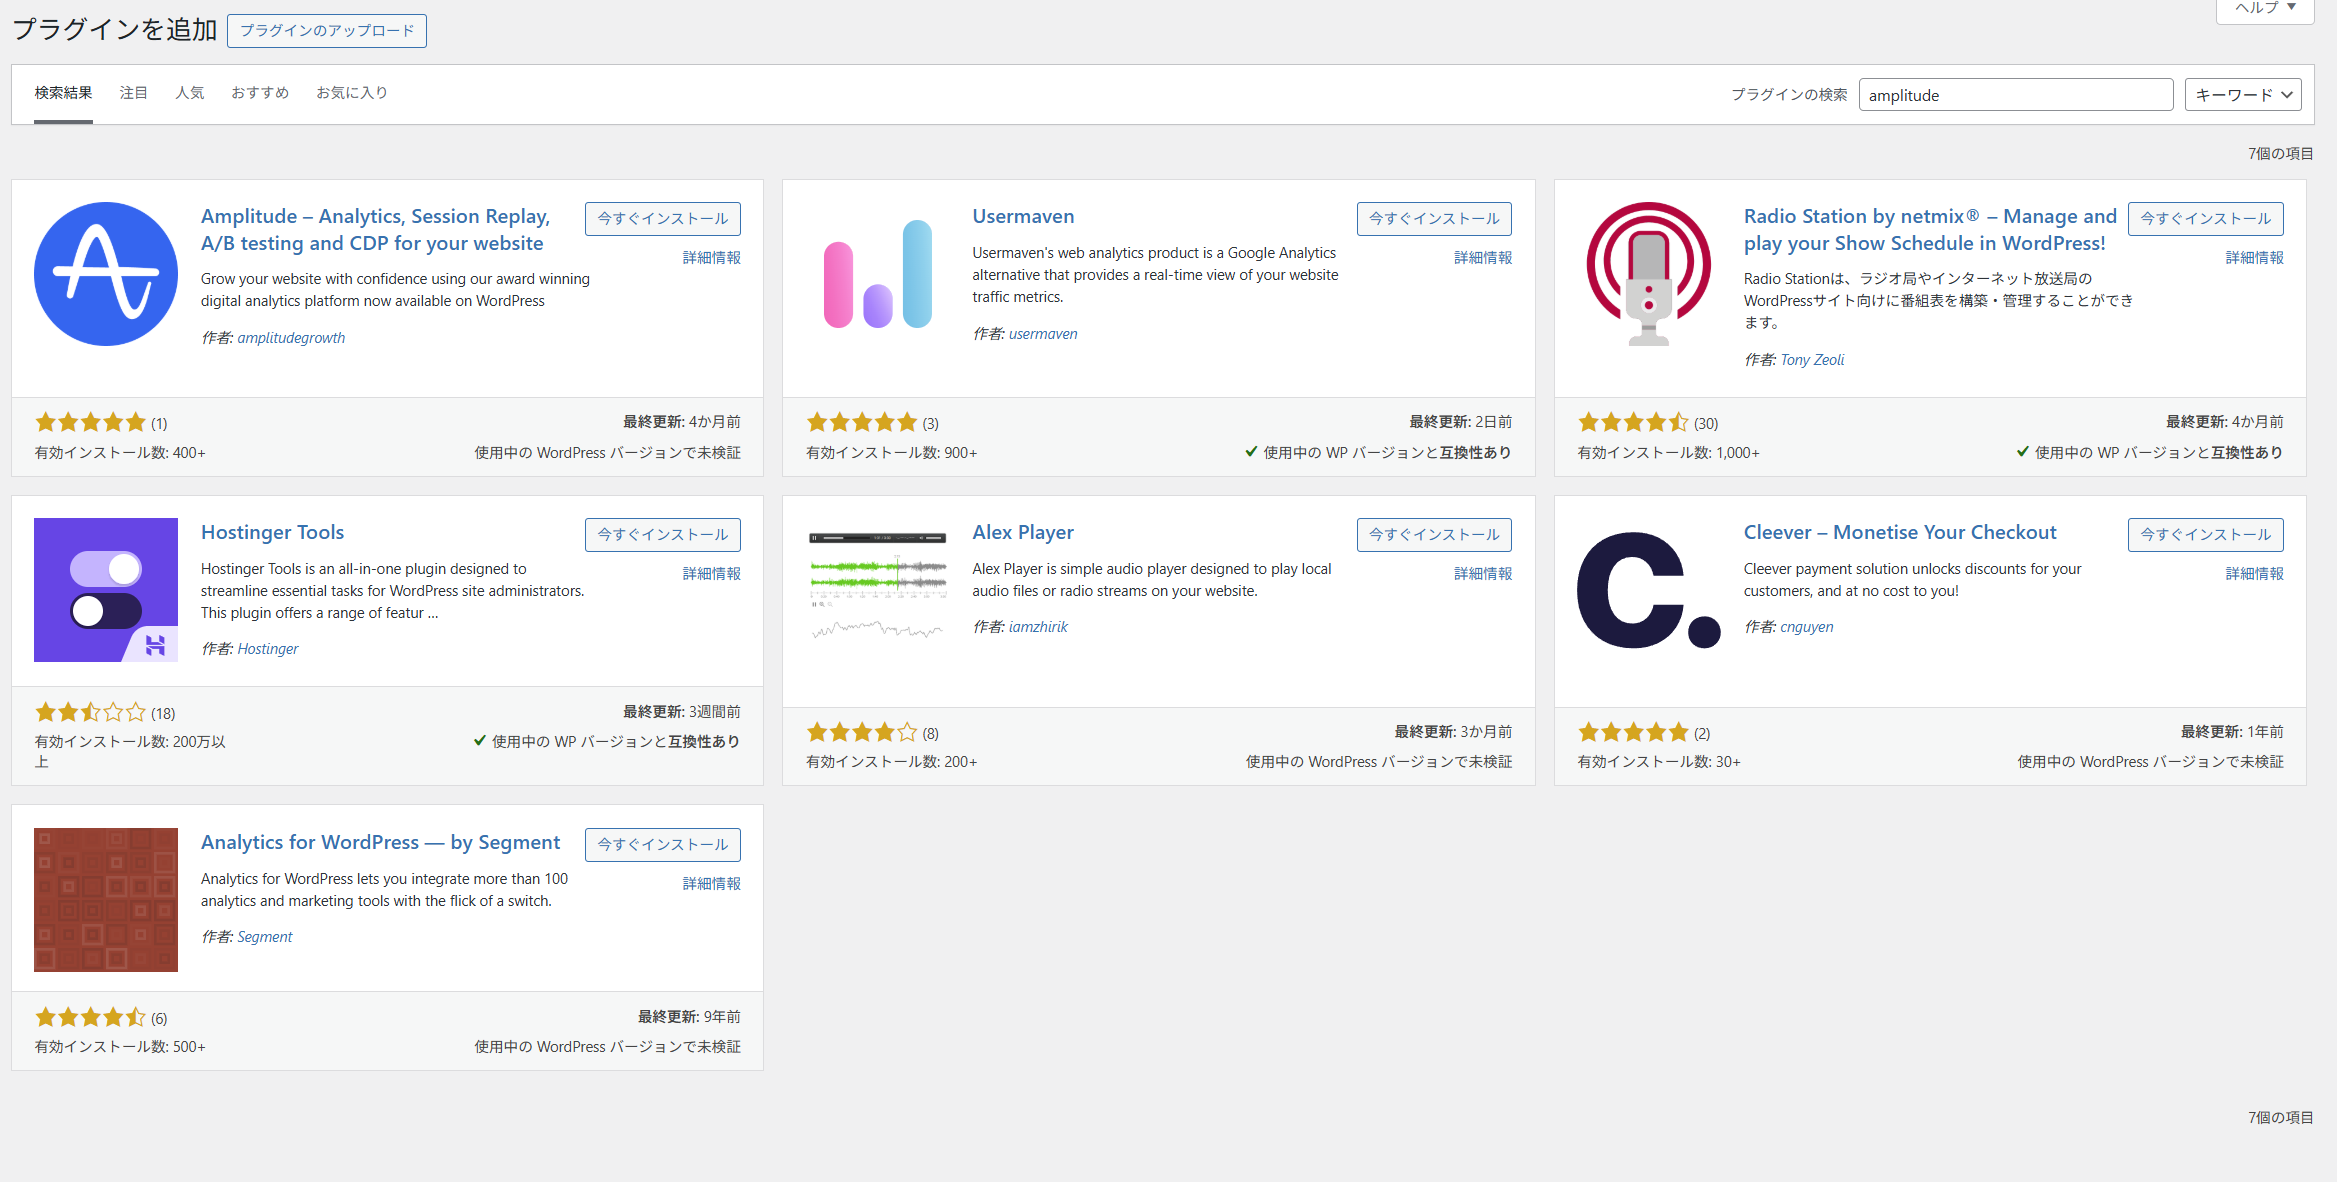 プラグインを追加 プラグインのアップロード ヘルプ ▼
検索結果 注目 人気 おすすめ お気に入り プラグインの検索 amplitude キーワード
7個の項目
Amplitude – Analytics, Session Replay,
A/B testing and CDP for your website
今すぐインストール
詳細情報
Grow your website with confidence using our award winning
digital analytics platform now available on WordPress
作者: amplitudegrowth
(1)
最終更新: 4か月前
有効インストール数: 400+
使用中の WordPress バージョンで未検証
Usermaven
今すぐインストール
詳細情報
Usermaven's web analytics product is a Google Analytics
alternative that provides a real-time view of your website
traffic metrics.
作者: usermaven
(3)
最終更新: 2日前
有効インストール数: 900+
使用中の WP バージョンと互換性あり
Radio Station by netmix® – Manage and
play your Show Schedule in WordPress!
今すぐインストール
詳細情報
Radio Stationは、ラジオ局やインターネット放送局の
WordPressサイト向けに番組表を構築・管理することができ
ます。
作者: Tony Zeoli
(30)
最終更新: 4か月前
有効インストール数: 1,000+
使用中の WP バージョンと互換性あり
Hostinger Tools
今すぐインストール
詳細情報
Hostinger Tools is an all-in-one plugin designed to
streamline essential tasks for WordPress site administrators.
This plugin offers a range of featur …
作者: Hostinger
(18)
最終更新: 3週間前
有効インストール数: 200万以
上
使用中の WP バージョンと互換性あり
Alex Player
今すぐインストール
詳細情報
Alex Player is simple audio player designed to play local
audio files or radio streams on your website.
作者: iamzhirik
(8)
最終更新: 3か月前
有効インストール数: 200+
使用中の WordPress バージョンで未検証
c.
Cleever – Monetise Your Checkout
今すぐインストール
詳細情報
Cleever payment solution unlocks discounts for your
customers, and at no cost to you!
作者: cnguyen
(2)
最終更新: 1年前
有効インストール数: 30+
使用中の WordPress バージョンで未検証
Analytics for WordPress — by Segment
今すぐインストール
詳細情報
Analytics for WordPress lets you integrate more than 100
analytics and marketing tools with the flick of a switch.
作者: Segment
(6)
最終更新: 9年前
有効インストール数: 500+
使用中の WordPress バージョンで未検証
7個の項目